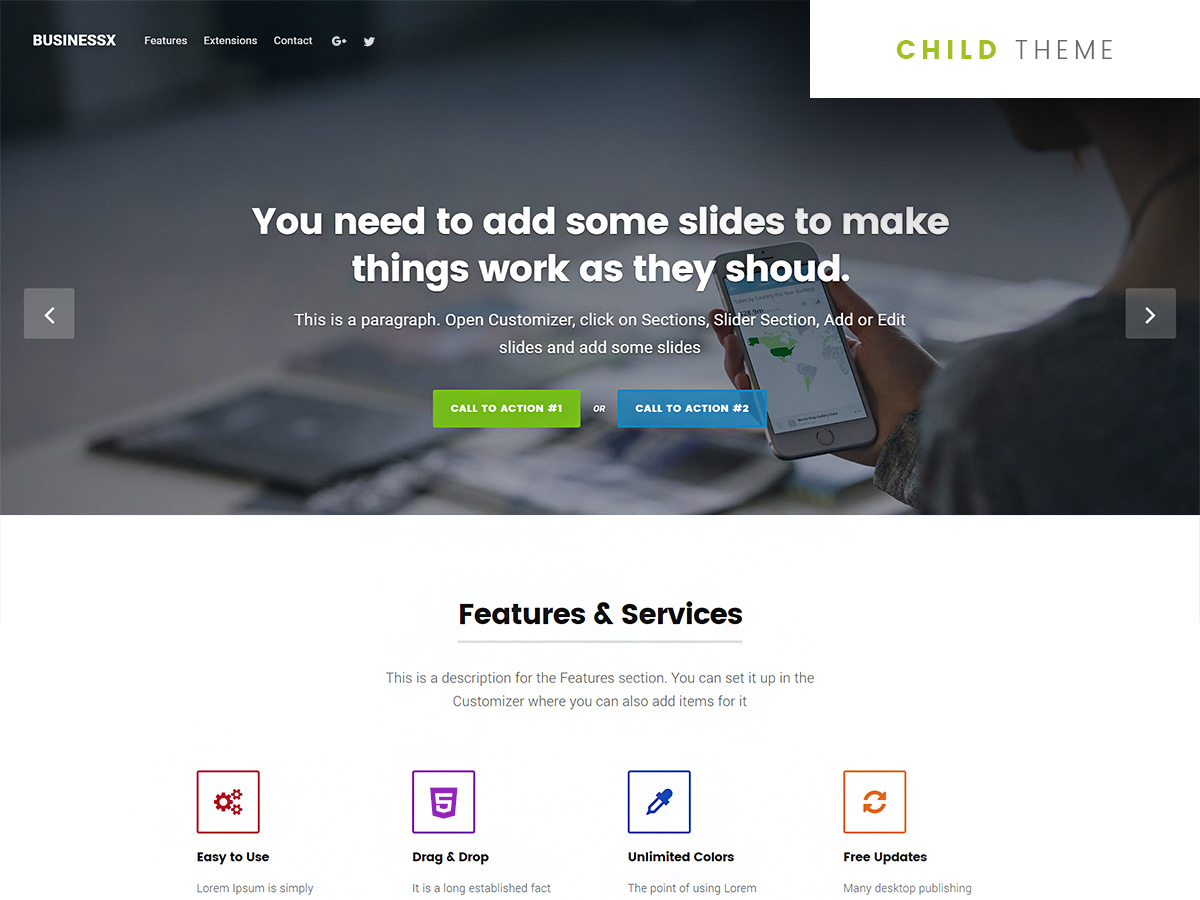 BUSINESSX Features Extensions Contact G+
CHILD THEME
You need to add some slides to make
things work as they shoud.
This is a paragraph. Open Customizer, click on Sections, Slider Section, Add or Edit
slides and add some slides
CALL TO ACTION #1 OR CALL TO ACTION #2
Features & Services
This is a description for the Features section. You can set it up in the
Customizer where you can also add items for it
Easy to Use
Drag & Drop
Unlimited Colors
Free Updates
Lorem Ipsum is simply
It is a long established fact
The point of using Lorem
Many desktop publishing